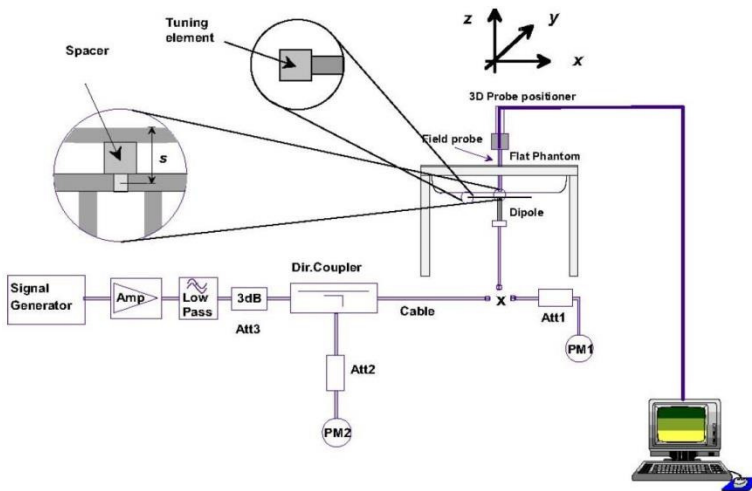 Tuning
element
z
y
x
Spacer
3D Probe positioner
Field probe
Flat Phantom
s
Dipole
Dir.Coupler
Signal
Generator
Amp
Low
Pass
3dB
Cable
x
Att1
Att3
PM1
Att2
PM2